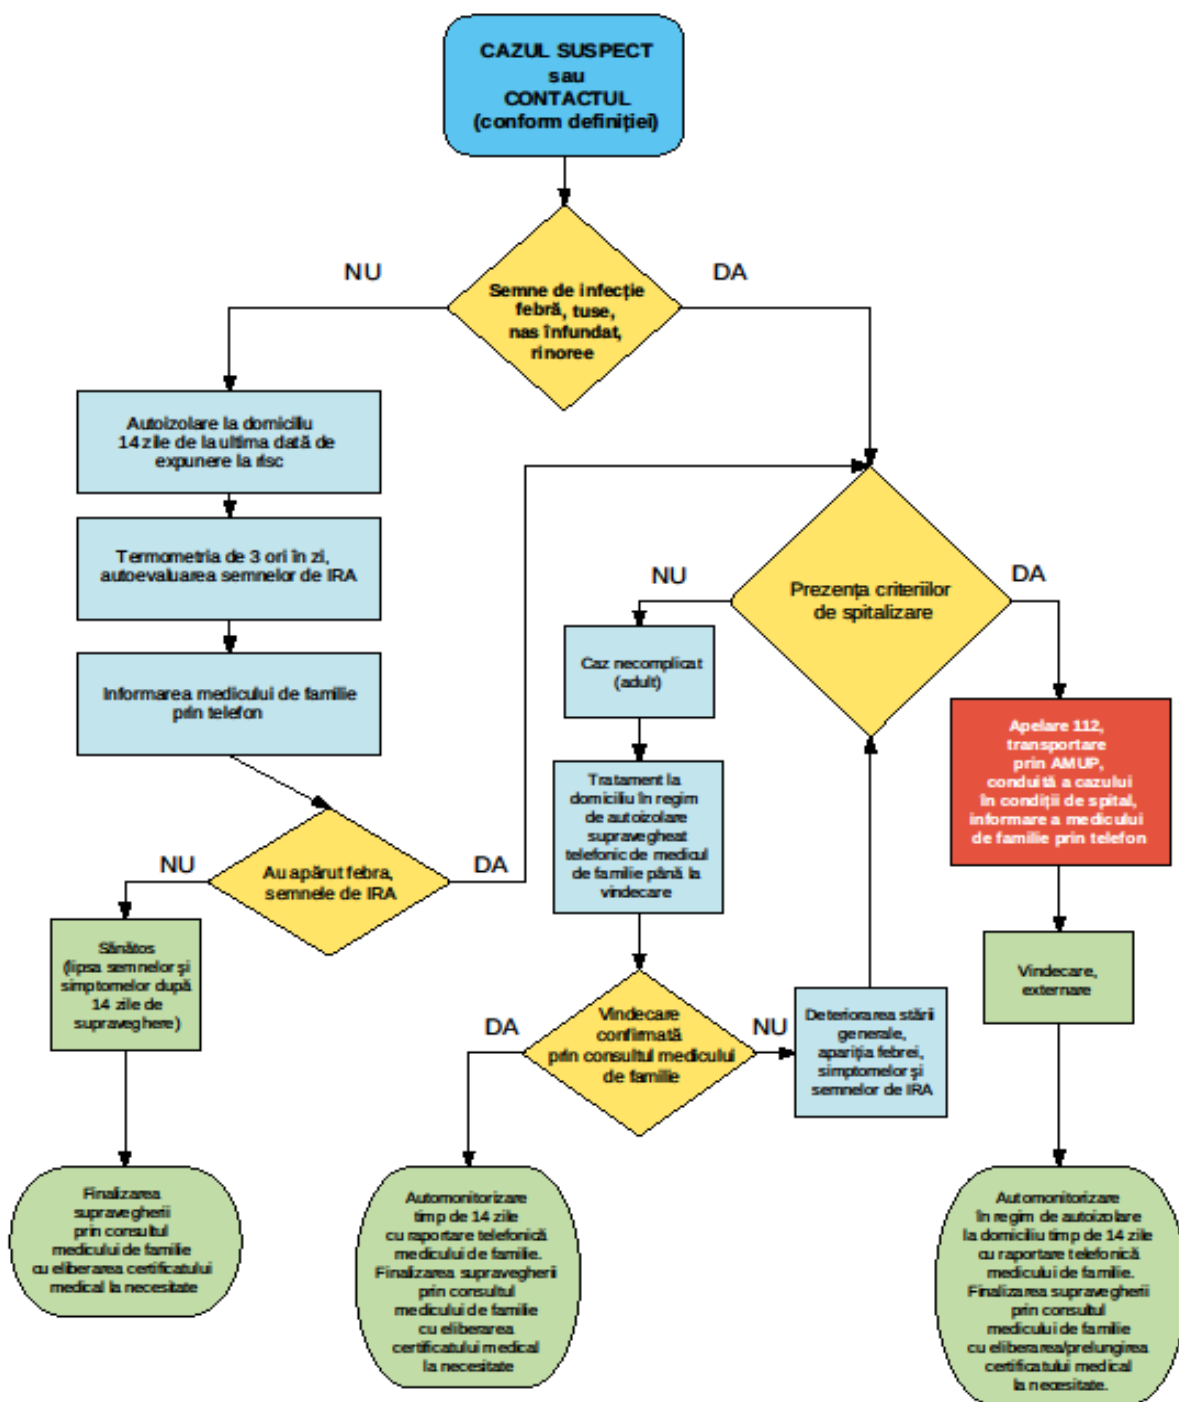 CAZUL SUSPECT
sau
CONTACTUL
(conform definiției)
NU
DA
Semne de infecție
febră, tuse,
nas înfundat,
rinoree
Autoizolare la domiciliu
14 zile de la ultima dată de
expunere la risc
Termometria de 3 ori în zi,
autoevaluarea semnelor de IRA
Informarea medicului de familie
prin telefon
Au apărut febra,
semnele de IRA
NU
DA
Sănătos
(lipsa semnelor și
simptomelor după
14 zile de
supraveghere)
Finalizarea
supravegherii
prin consultul
medicului de familie
cu eliberarea certificatului
medical la necesitate
Prezența criteriilor
de spitalizare
NU
DA
Caz necomplicat
(adult)
Tratament la
domiciliu în regim
de autoizolare
supravegheat
telefonic de medicul
de familie până la
vindecare
Vindecare
confirmată
prin consultul medicului
de familie
DA
NU
Deteriorarea stării
generale,
apariția febrei,
simptomelor și
semnelor de IRA
Automonitorizare
timp de 14 zile
cu raportare telefonică
medicului de familie.
Finalizarea supravegherii
prin consultul
medicului de familie
cu eliberarea
certificatului medical
la necesitate
Apelare 112,
transportare
prin AMUP,
conduită a cazului
în condiții de spital,
informare a medicului
de familie prin telefon
Vindecare,
externare
Automonitorizare
în regim de autoizolare
la domiciliu timp de 14 zile
cu raportare telefonică
medicului de familie.
Finalizarea supravegherii
prin consultul
medicului de familie
cu eliberarea/prelungirea
certificatului medical
la necesitate.